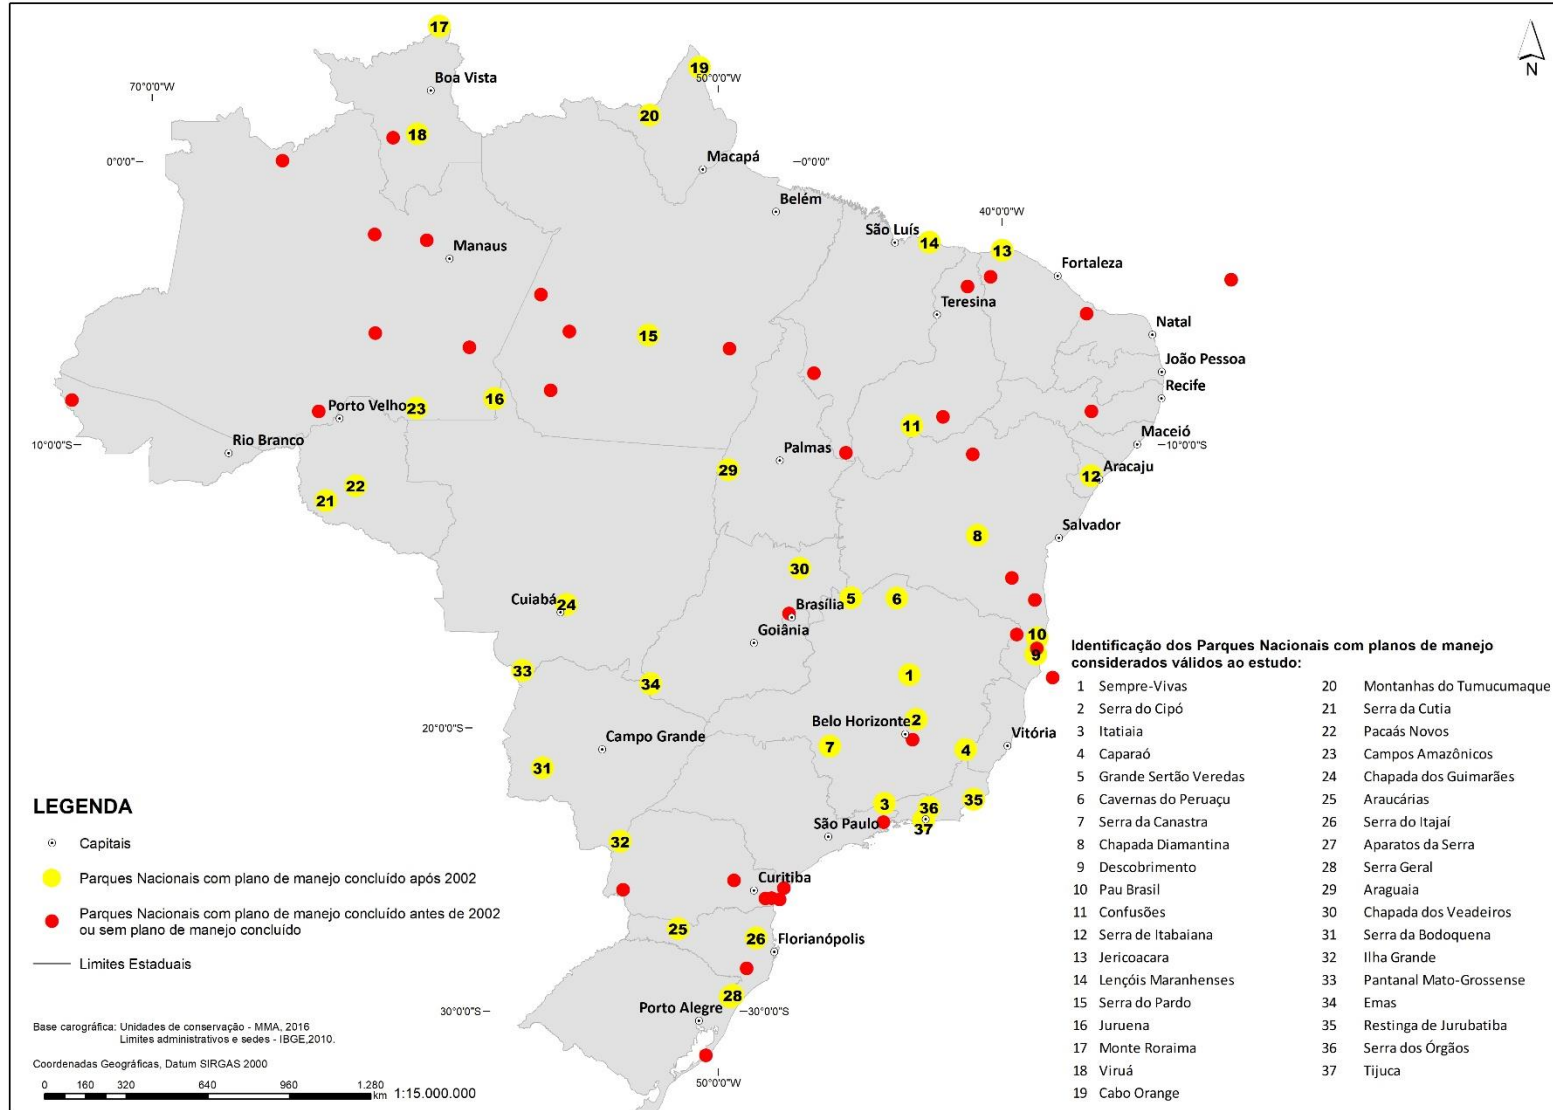 17
19
70°0'0"W
Boa Vista
50°0'0"W
N
20
18
0°0'0"
Macapá
0°0'0"
Belém
40°0'0"W
São Luís
14
13
Manaus
Fortaleza
Teresina
15
Natal
João Pessoa
Recife
16
Porto Velho
23
11
Maceió
Rio Branco
10°0'0"S
Palmas
10°0'0"S
29
Aracaju
12
22
21
Salvador
8
30
5
6
Cuiabá
24
Brasília
Goiânia
10
9
33
34
1
20°0'0"S
Belo Horizonte
2
Campo Grande
7
4
Vitória
31
3
36
35
São Paulo
37
32
Curitiba
25
26
Florianópolis
28
30°0'0"S
Porto Alegre
30°0'0"S
50°0'0"W
Identificação dos Parques Nacionais com planos de manejo
considerados válidos ao estudo:
1 Sempre-Vivas
2 Serra do Cipó
3 Itatiaia
4 Caparaó
5 Grande Sertão Veredas
6 Cavernas do Peruaçu
7 Serra da Canastra
8 Chapada Diamantina
9 Descobrimento
10 Pau Brasil
11 Confusões
12 Serra de Itabaiana
13 Jericoacara
14 Lençóis Maranhenses
15 Serra do Pardo
16 Juruena
17 Monte Roraima
18 Viruá
19 Cabo Orange
20 Montanhas do Tumucumaque
21 Serra da Cutia
22 Pacaás Novos
23 Campos Amazônicos
24 Chapada dos Guimarães
25 Araucárias
26 Serra do Itajaí
27 Aparatos da Serra
28 Serra Geral
29 Araguaia
30 Chapada dos Veadeiros
31 Serra da Bodoquena
32 Ilha Grande
33 Pantanal Mato-Grossense
34 Emas
35 Restinga de Jurubatiba
36 Serra dos Órgãos
37 Tijuca
LEGENDA
Capitais
Parques Nacionais com plano de manejo concluído após 2002
Parques Nacionais com plano de manejo concluído antes de 2002
ou sem plano de manejo concluído
Limites Estaduais
Base carográfica: Unidades de conservação - MMA, 2016
Limites administrativos e sedes - IBGE,2010.
Coordenadas Geográficas, Datum SIRGAS 2000
0 160 320 640 960 1.280
km 1:15.000.000